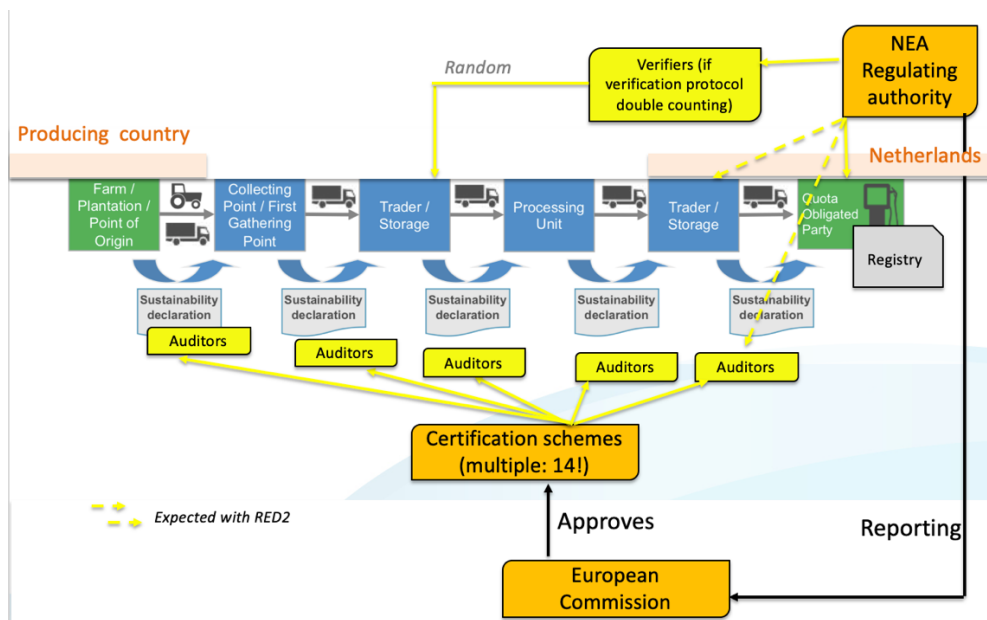 NEA
Regulating
authority
Verifiers (if
verification protocol
double counting)
Random
Producing country
Netherlands
Farm /
Plantation /
Point of
Origin
Collecting
Point / First
Gathering
Point
Trader /
Storage
Processing
Unit
Trader /
Storage
Quota
Obligated
Party
Registry
Sustainability
declaration
Sustainability
declaration
Sustainability
declaration
Sustainability
declaration
Sustainability
declaration
Auditors
Auditors
Auditors
Auditors
Auditors
Certification schemes
(multiple: 14!)
Expected with RED2
Approves
Reporting
European
Commission